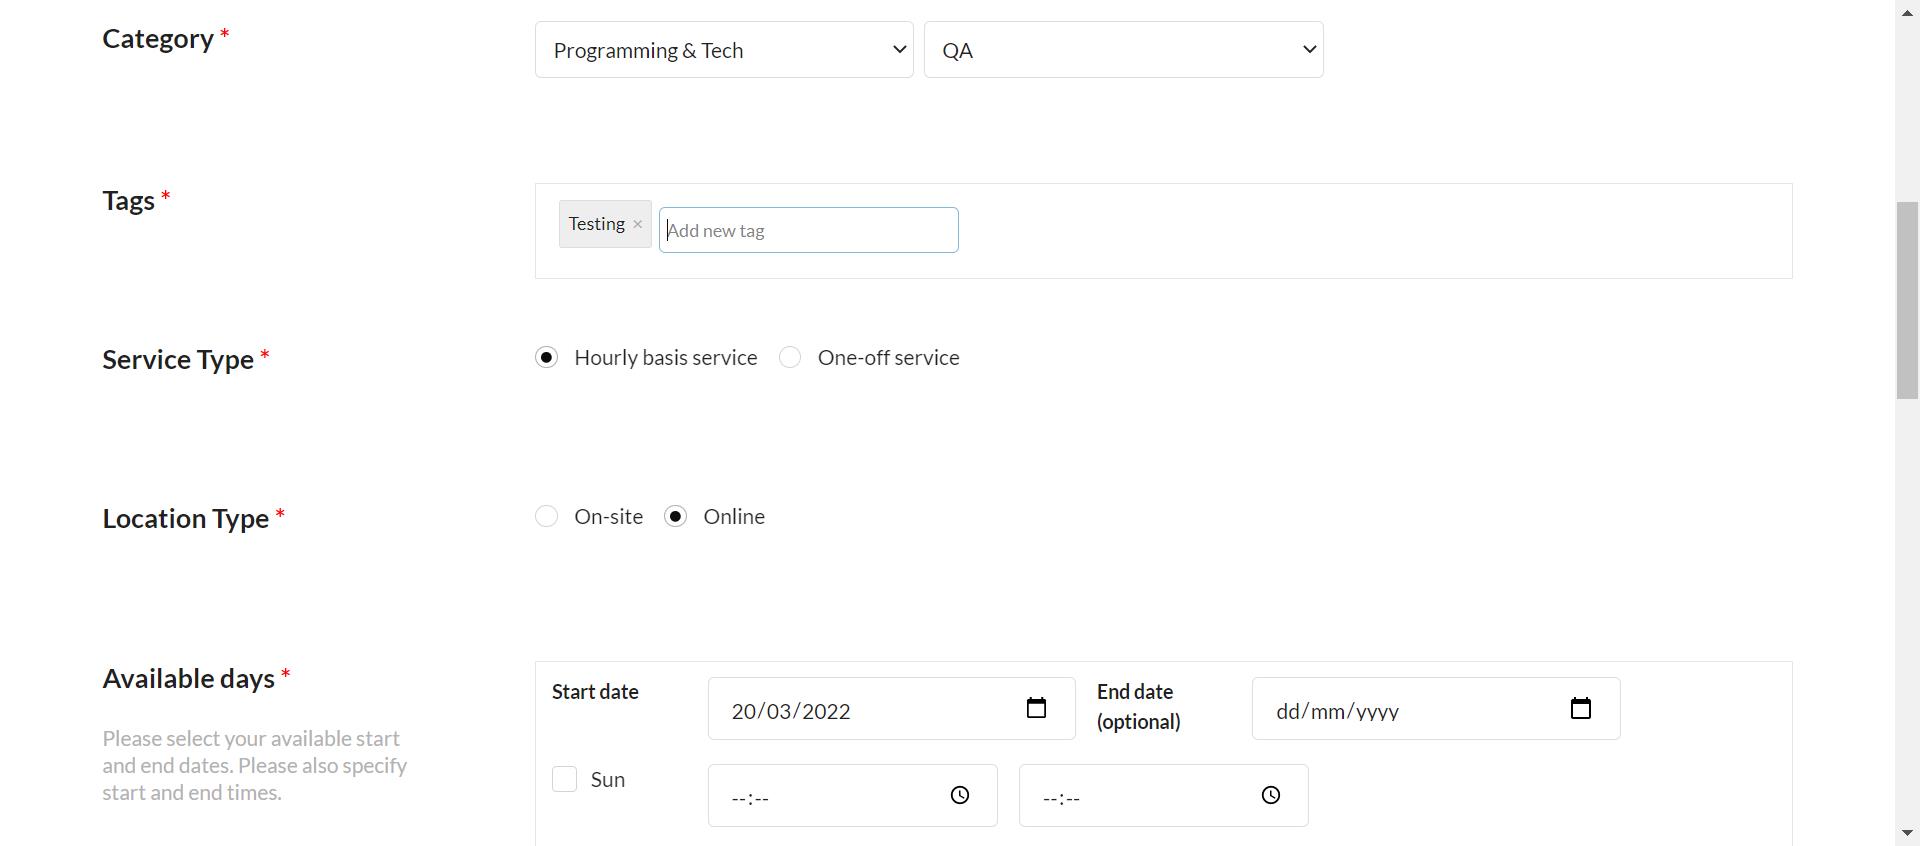 Category *
Programming & Tech
QA
Tags *
Testing ×
Add new tag
Service Type *
Hourly basis service
One-off service
Location Type *
On-site
Online
Available days *
Please select your available start
and end dates. Please also specify
start and end times.
Start date
20/03/2022
End date
(optional)
dd/mm/yyyy
Sun
--:--
--:--